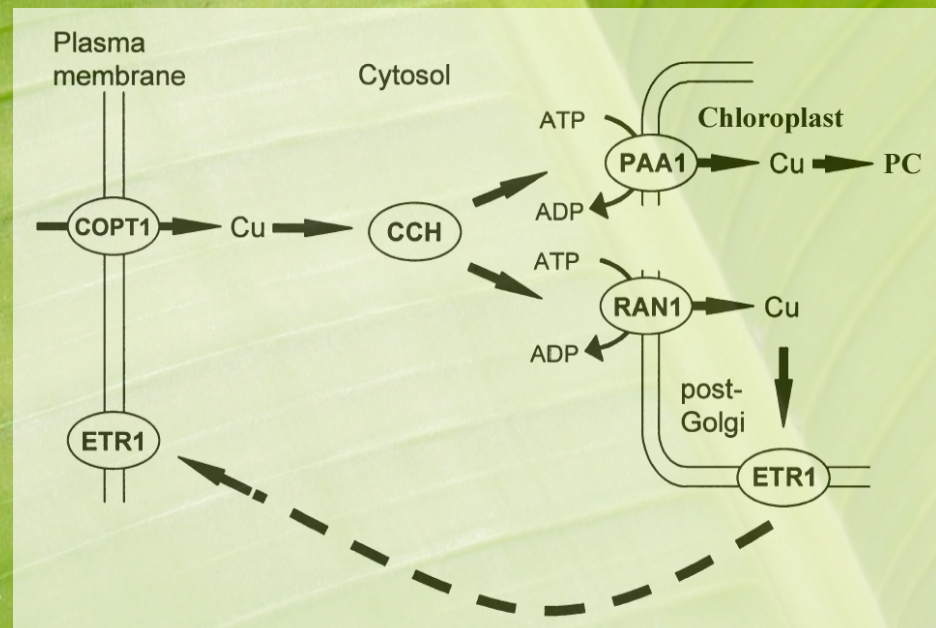 Plasma
membrane
Cytosol
ATP
Chloroplast
PAA1
Cu
PC
ADP
COPT1
Cu
CCH
ATP
RAN1
Cu
ADP
post-
Golgi
ETR1
ETR1